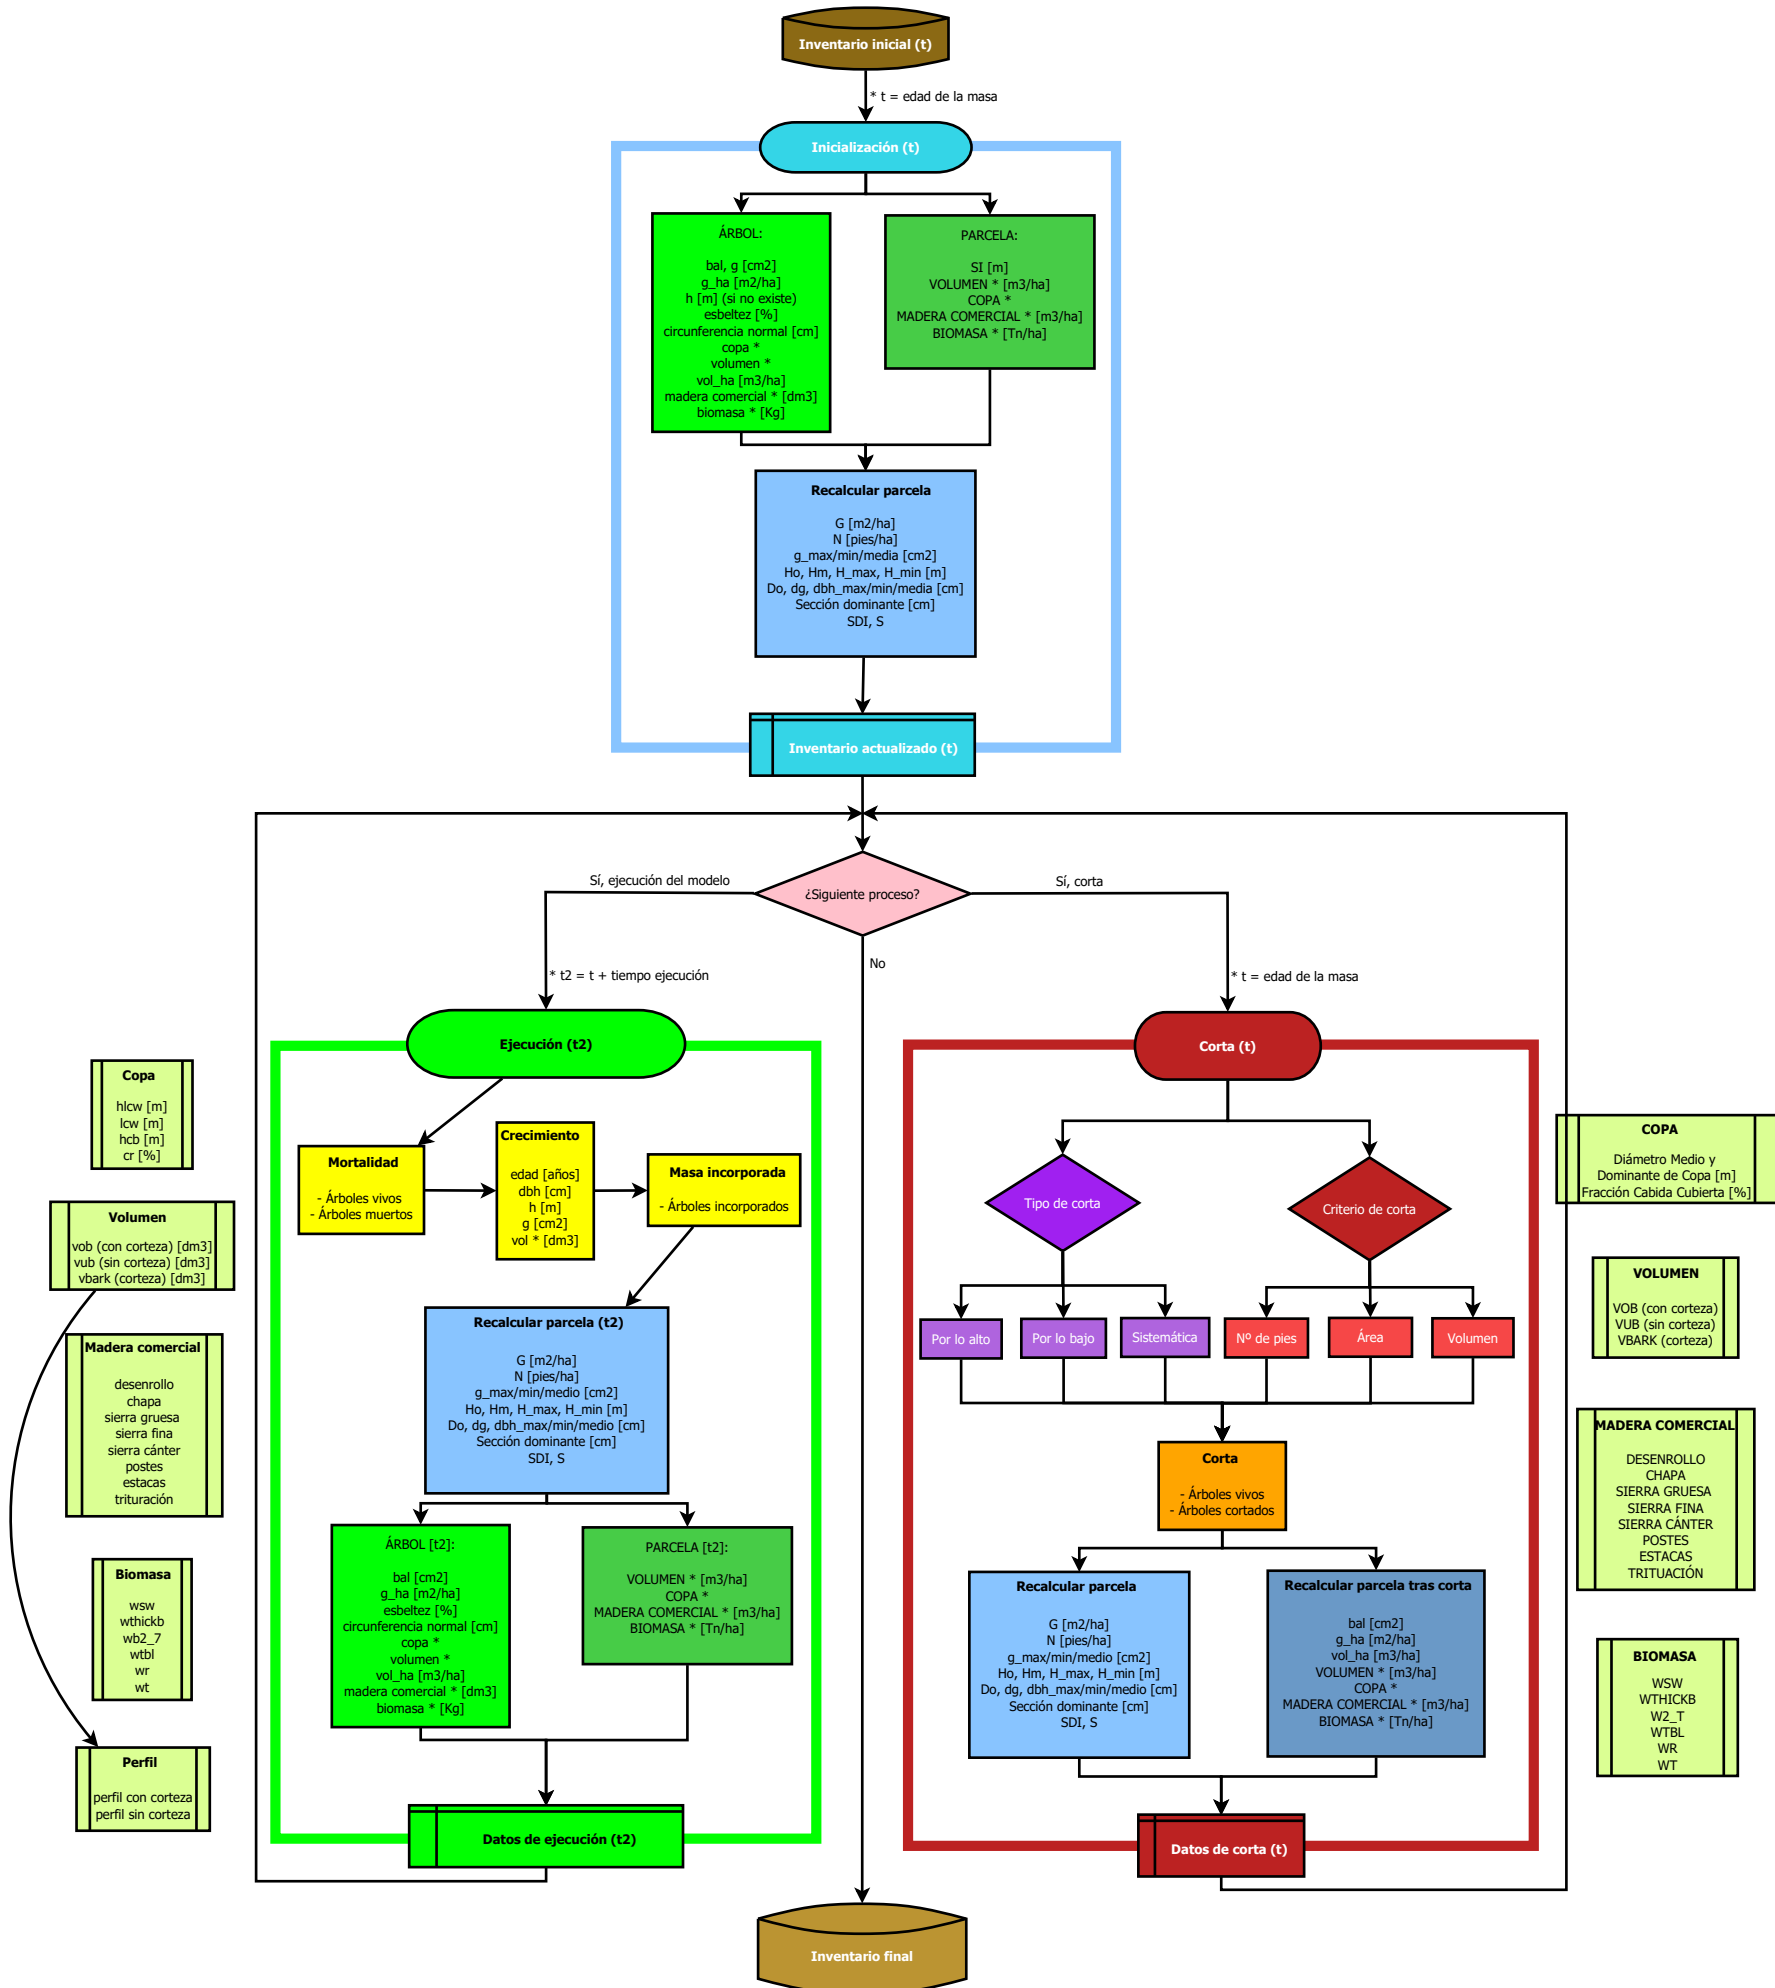 Inventario inicial (t)
* t = edad de la masa
Inicialización (t)
ÁRBOL:
bal, g [cm2]
g_ha [m2/ha]
h [m] (si no existe)
esbeltez [%]
circunferencia normal [cm]
copa *
volumen *
vol_ha [m3/ha]
madera comercial * [dm3]
biomasa * [Kg]
PARCELA:
SI [m]
VOLUMEN * [m3/ha]
COPA *
MADERA COMERCIAL * [m3/ha]
BIOMASA * [Tn/ha]
Recalcular parcela
G [m2/ha]
N [pies/ha]
g_max/min/media [cm2]
Ho, Hm, H_max, H_min [m]
Do, dg, dbh_max/min/media [cm]
Sección dominante [cm]
SDI, S
Inventario actualizado (t)
¿Siguiente proceso?
Sí, ejecución del modelo
Sí, corta
No
* t2 = t + tiempo ejecución
* t = edad de la masa
Ejecución (t2)
Mortalidad
- Árboles vivos
- Árboles muertos
Crecimiento
edad [años]
dbh [cm]
h [m]
g [cm2]
vol * [dm3]
Masa incorporada
- Árboles incorporados
Recalcular parcela (t2)
G [m2/ha]
N [pies/ha]
g_max/min/medio [cm2]
Ho, Hm, H_max, H_min [m]
Do, dg, dbh_max/min/medio [cm]
Sección dominante [cm]
SDI, S
ÁRBOL [t2]:
bal [cm2]
g_ha [m2/ha]
esbeltez [%]
circunferencia normal [cm]
copa *
volumen *
vol_ha [m3/ha]
madera comercial * [dm3]
biomasa * [Kg]
PARCELA [t2]:
VOLUMEN * [m3/ha]
COPA *
MADERA COMERCIAL * [m3/ha]
BIOMASA * [Tn/ha]
Datos de ejecución (t2)
Corta (t)
Tipo de corta
Criterio de corta
Por lo alto
Por lo bajo
Sistemática
Nº de pies
Área
Volumen
Corta
- Árboles vivos
- Árboles cortados
Recalcular parcela
G [m2/ha]
N [pies/ha]
g_max/min/medio [cm2]
Ho, Hm, H_max, H_min [m]
Do, dg, dbh_max/min/medio [cm]
Sección dominante [cm]
SDI, S
Recalcular parcela tras corta
bal [cm2]
g_ha [m2/ha]
vol_ha [m3/ha]
VOLUMEN * [m3/ha]
COPA *
MADERA COMERCIAL * [m3/ha]
BIOMASA * [Tn/ha]
Datos de corta (t)
Inventario final
Copa
hlcw [m]
lcw [m]
hcb [m]
cr [%]
Volumen
vob (con corteza) [dm3]
vub (sin corteza) [dm3]
vbark (corteza) [dm3]
Madera comercial
desenrollo
chapa
sierra gruesa
sierra fina
sierra cánter
postes
estacas
trituración
Biomasa
wsw
wthickb
wb2_7
wtbl
wr
wt
Perfil
perfil con corteza
perfil sin corteza
COPA
Diámetro Medio y
Dominante de Copa [m]
Fracción Cabida Cubierta [%]
VOLUMEN
VOB (con corteza)
VUB (sin corteza)
VBARK (corteza)
MADERA COMERCIAL
DESENROLLO
CHAPA
SIERRA GRUESA
SIERRA FINA
SIERRA CÁNTER
POSTES
ESTACAS
TRITUACIÓN
BIOMASA
WSW
WTHICKB
W2_T
WTBL
WR
WT